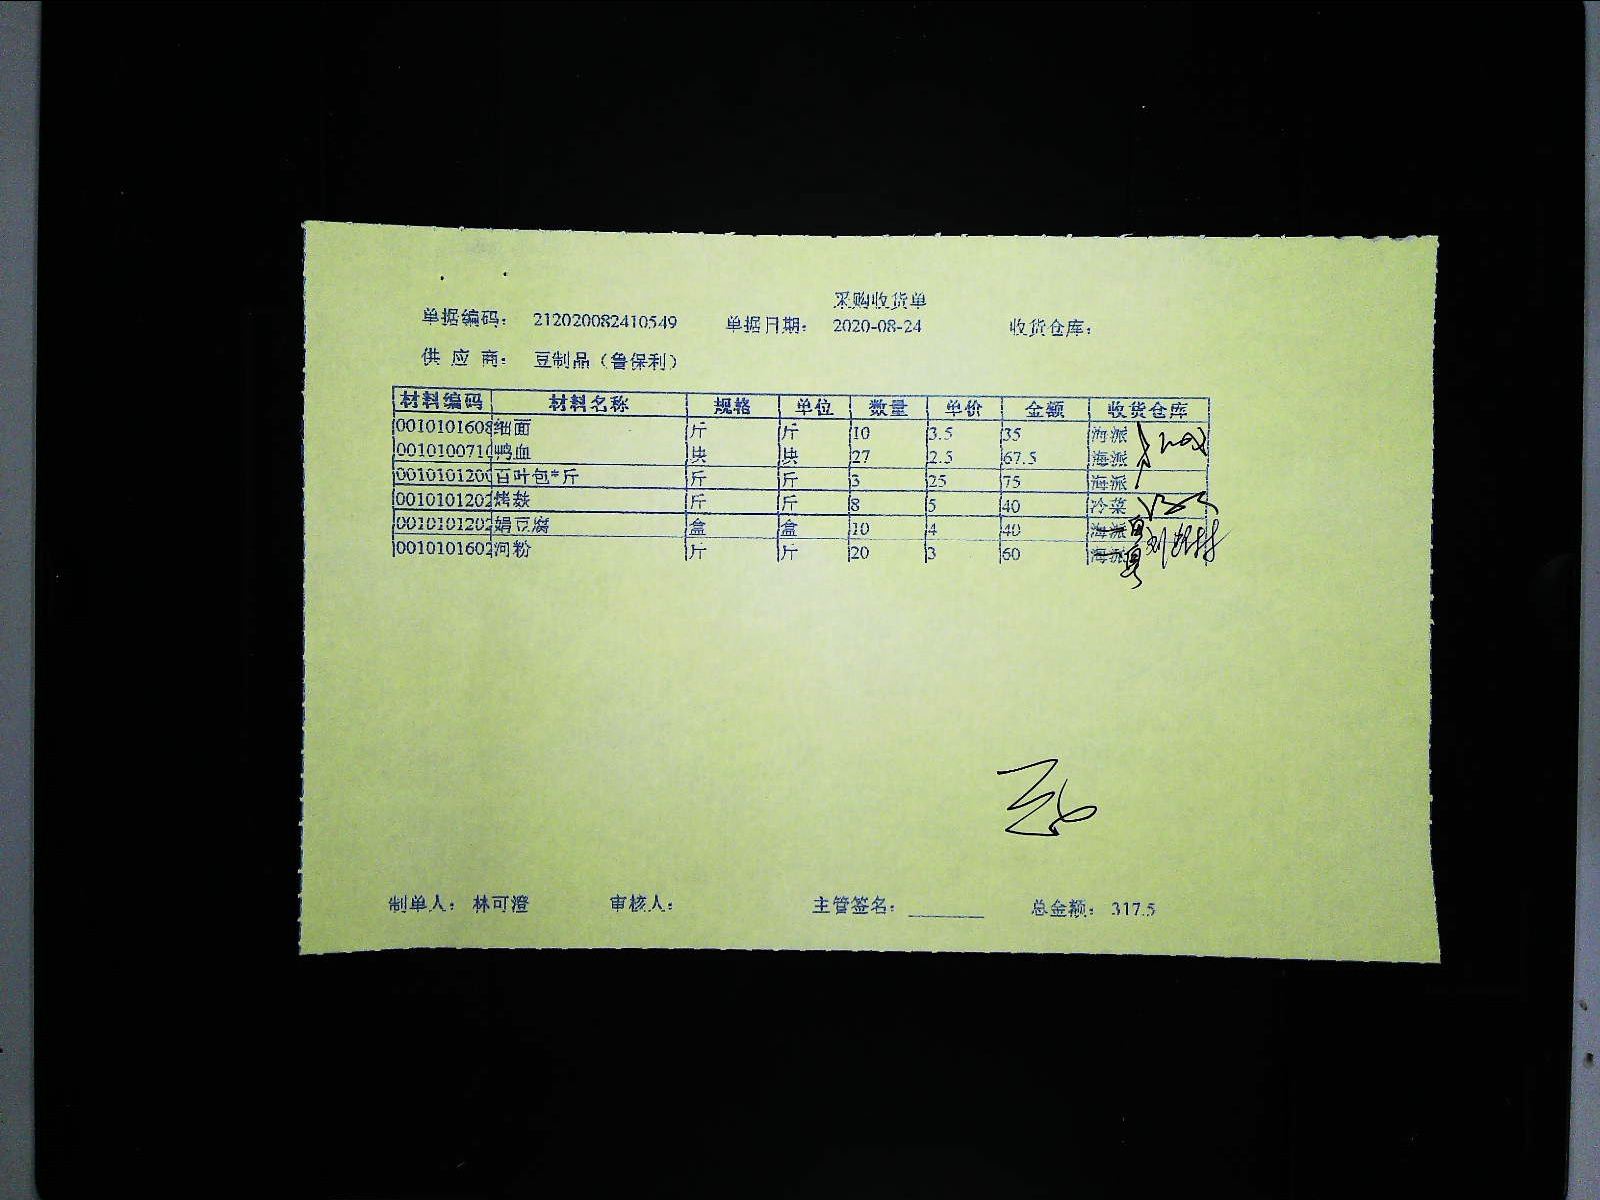 采购收货单
单据编码： 212020082410549 单据日期： 2020-08-24 收货仓库：
供 应 商： 豆制品（鲁保利）
材料编码 材料名称 规格 单位 数量 单价 金额 收货仓库
0010101608 细面 斤 斤 10 3.5 35 海派
0010100710 鸭血 块 块 27 2.5 67.5 海派
0010101200 百叶包*斤 斤 斤 3 25 75 海派
0010101202 烤麸 斤 斤 8 5 40 冷菜
0010101202 娟豆腐 盒 盒 10 4 40 海派
0010101602 河粉 斤 斤 20 3 60 海派
制单人： 林可澄 审核人： 主管签名： 总金额： 317.5